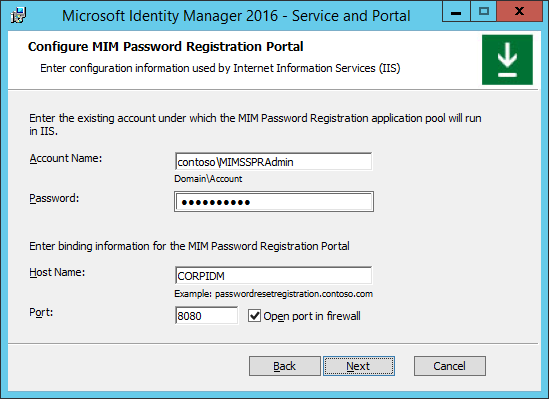 Microsoft Identity Manager 2016 - Service and Portal
Configure MIM Password Registration Portal
Enter configuration information used by Internet Information Services (IIS)
Enter the existing account under which the MIM Password Registration application pool will run
in IIS.
Account Name:
contoso\MIMSSPRAdmin
Domain\Account
Password:
●●●●●●●●●●
Enter binding information for the MIM Password Registration Portal
Host Name:
CORPIDM
Example: passwordresetregistration.contoso.com
Port:
8080
Open port in firewall
Back
Next
Cancel